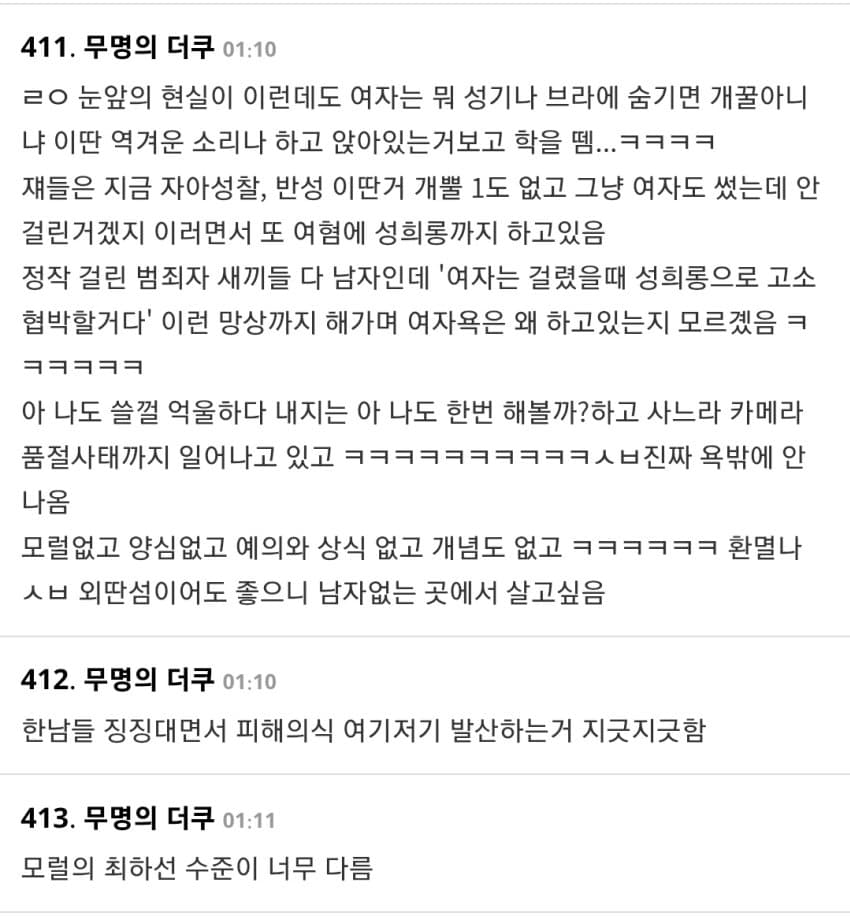 411. 무명의 더쿠 01:10
ㄹㅇ 눈앞의 현실이 이런데도 여자는 뭐 성기나 브라에 숨기면 개꿀아니
냐 이딴 역겨운 소리나 하고 앉아있는거보고 학을 뗌...ㅋㅋㅋㅋ
쟤들은 지금 자아성찰, 반성 이딴거 개뿔 1도 없고 그냥 여자도 썼는데 안
걸린거겠지 이러면서 또 여혐에 성희롱까지 하고있음
정작 걸린 범죄자 새끼들 다 남자인데 '여자는 걸렸을때 성희롱으로 고소
협박할거다' 이런 망상까지 해가며 여자욕은 왜 하고있는지 모르겠음 ㅋ
ㅋㅋㅋㅋㅋ
아 나도 쓸껄 억울하다 내지는 아 나도 한번 해볼까?하고 사느라 카메라
품절사태까지 일어나고 있고 ㅋㅋㅋㅋㅋㅋㅋㅋㅋㅋㅅㅂ진짜 욕밖에 안
나옴
모럴없고 양심없고 예의와 상식 없고 개념도 없고 ㅋㅋㅋㅋㅋㅋ 환멸나
ㅅㅂ 외딴섬이어도 좋으니 남자없는 곳에서 살고싶음
412. 무명의 더쿠 01:10
한남들 징징대면서 피해의식 여기저기 발산하는거 지긋지긋함
413. 무명의 더쿠 01:11
모럴의 최하선 수준이 너무 다름